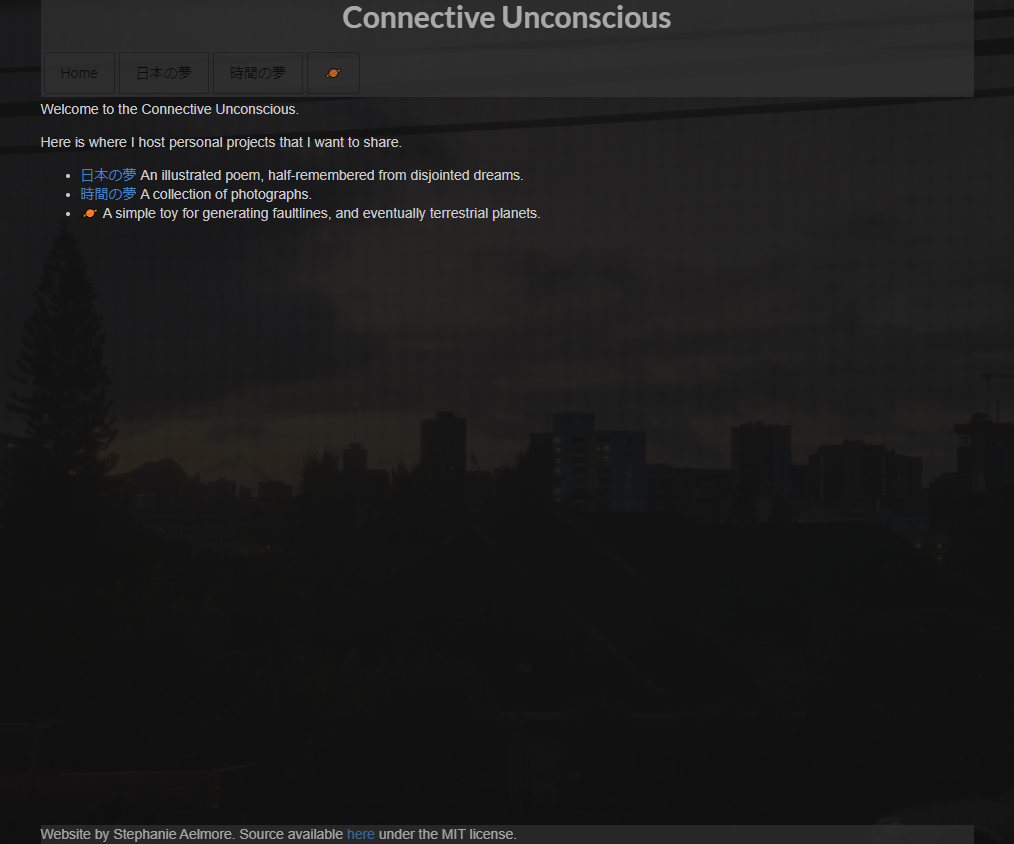 Connective Unconscious
Home 日本の夢 時間の夢 🪐
Welcome to the Connective Unconscious.
Here is where I host personal projects that I want to share.
• 日本の夢 An illustrated poem, half-remembered from disjointed dreams.
• 時間の夢 A collection of photographs.
• 🪐 A simple toy for generating faultlines, and eventually terrestrial planets.
Website by Stephanie Aelmore. Source available here under the MIT license.